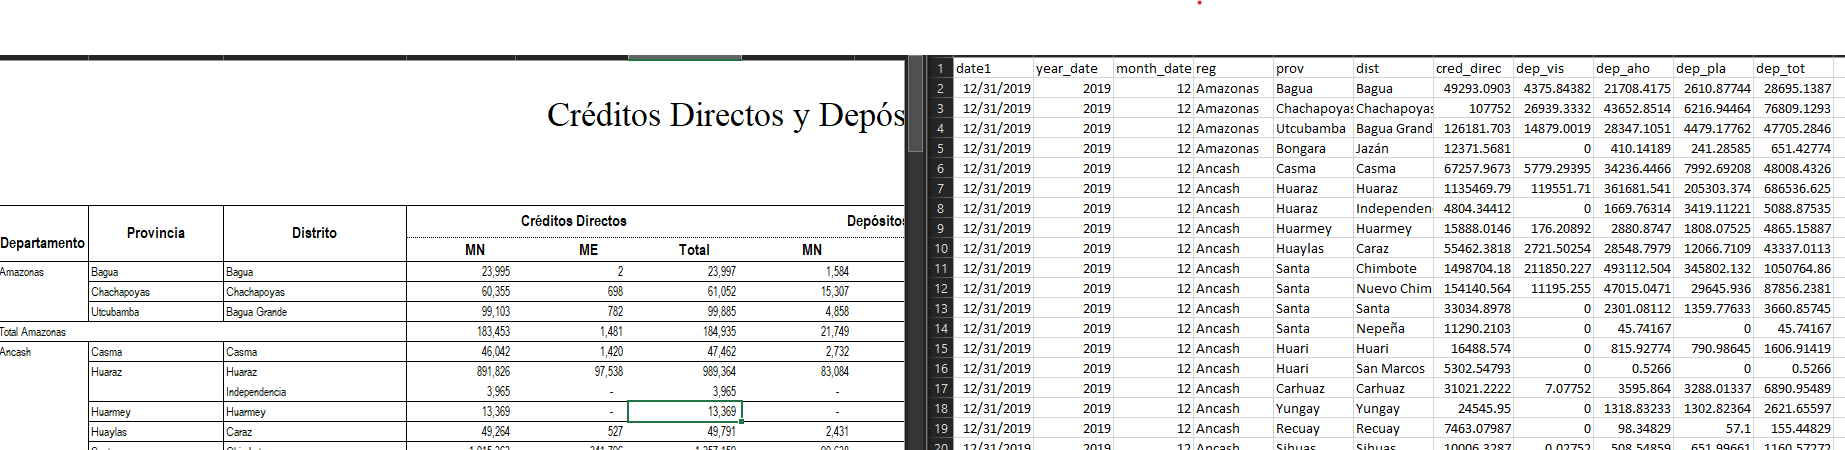 Créditos Directos y Depós
Departamento Provincia Distrito Créditos Directos Depósitos
MN ME Total MN
Amazonas Bagua Bagua 23,995 2 23,997 1,584
Chachapoyas Chachapoyas 60,355 698 61,052 15,307
Utcubamba Bagua Grande 99,103 782 99,885 4,858
Total Amazonas 183,453 1,481 184,935 21,749
Ancash Casma Casma 46,042 1,420 47,462 2,732
Huaraz Huaraz 891,826 97,538 989,364 83,084
Independencia 3,965 - 3,965 -
Huarmey Huarmey 13,369 - 13,369 -
Huaylas Caraz 49,264 527 49,791 2,431
1 date1 year_date month_date reg prov dist cred_direc dep_vis dep_aho dep_pla dep_tot
2 12/31/2019 2019 12 Amazonas Bagua Bagua 49293.0903 4375.84382 21708.4175 2610.87744 28695.1387
3 12/31/2019 2019 12 Amazonas Chachapoyas Chachapoyas 107752 26939.3332 43652.8514 6216.94464 76809.1293
4 12/31/2019 2019 12 Amazonas Utcubamba Bagua Grand 126181.703 14879.0019 28347.1051 4479.17762 47705.2846
5 12/31/2019 2019 12 Amazonas Bongara Jazán 12371.5681 0 410.14189 241.28585 651.42774
6 12/31/2019 2019 12 Ancash Casma Casma 67257.9673 5779.29395 34236.4466 7992.69208 48008.4326
7 12/31/2019 2019 12 Ancash Huaraz Huaraz 1135469.79 119551.71 361681.541 205303.374 686536.625
8 12/31/2019 2019 12 Ancash Huaraz Independen 4804.34412 0 1669.76314 3419.11221 5088.87535
9 12/31/2019 2019 12 Ancash Huarmey Huarmey 15888.0146 176.20892 2880.8747 1808.07525 4865.15887
10 12/31/2019 2019 12 Ancash Huaylas Caraz 55462.3818 2721.50254 28548.7979 12066.7109 43337.0113
11 12/31/2019 2019 12 Ancash Santa Chimbote 1498704.18 211850.227 493112.504 345802.132 1050764.86
12 12/31/2019 2019 12 Ancash Santa Nuevo Chim 154140.564 11195.255 47015.0471 29645.936 87856.2381
13 12/31/2019 2019 12 Ancash Santa Santa 33034.8978 0 2301.08112 1359.77633 3660.85745
14 12/31/2019 2019 12 Ancash Santa Nepeña 11290.2103 0 45.74167 0 45.74167
15 12/31/2019 2019 12 Ancash Huari Huari 16488.574 0 815.92774 790.98645 1606.91419
16 12/31/2019 2019 12 Ancash Huari San Marcos 5302.54793 0 0.5266 0 0.5266
17 12/31/2019 2019 12 Ancash Carhuaz Carhuaz 31021.2222 7.07752 3595.864 3288.01337 6890.95489
18 12/31/2019 2019 12 Ancash Yungay Yungay 24545.95 0 1318.83233 1302.82364 2621.65597
19 12/31/2019 2019 12 Ancash Recuay Recuay 7463.07987 0 98.34829 57.1 155.44829
20 12/31/2019 2019 12 Ancash Sihuas Sihuas 10006.3287 0.02752 508.54859 651.99661 1160.57272